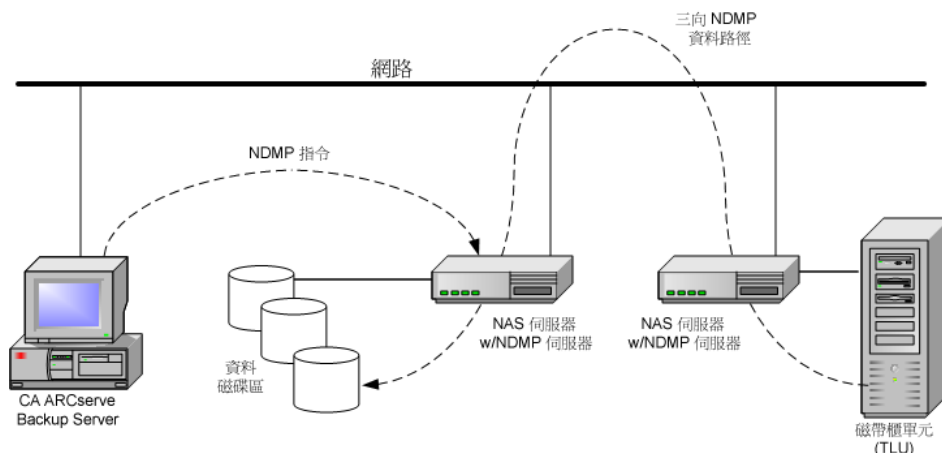 三向 NDMP
資料路徑
網路
NDMP 指令
NAS 伺服器
w/NDMP 伺服器
NAS 伺服器
w/NDMP 伺服器
資料
磁碟區
CA ARCserve
Backup Server
磁帶櫃單元
(TLU)